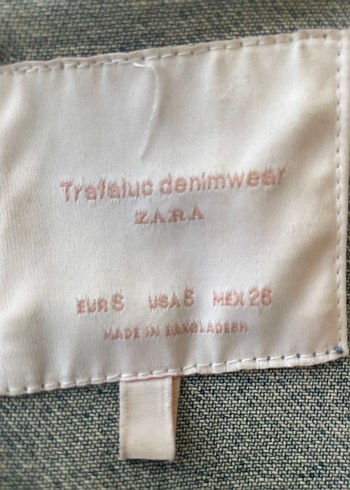 Trafaluc denimwear
ZARA
EUR S USA S MEX 26
MADE IN BANGLADESH